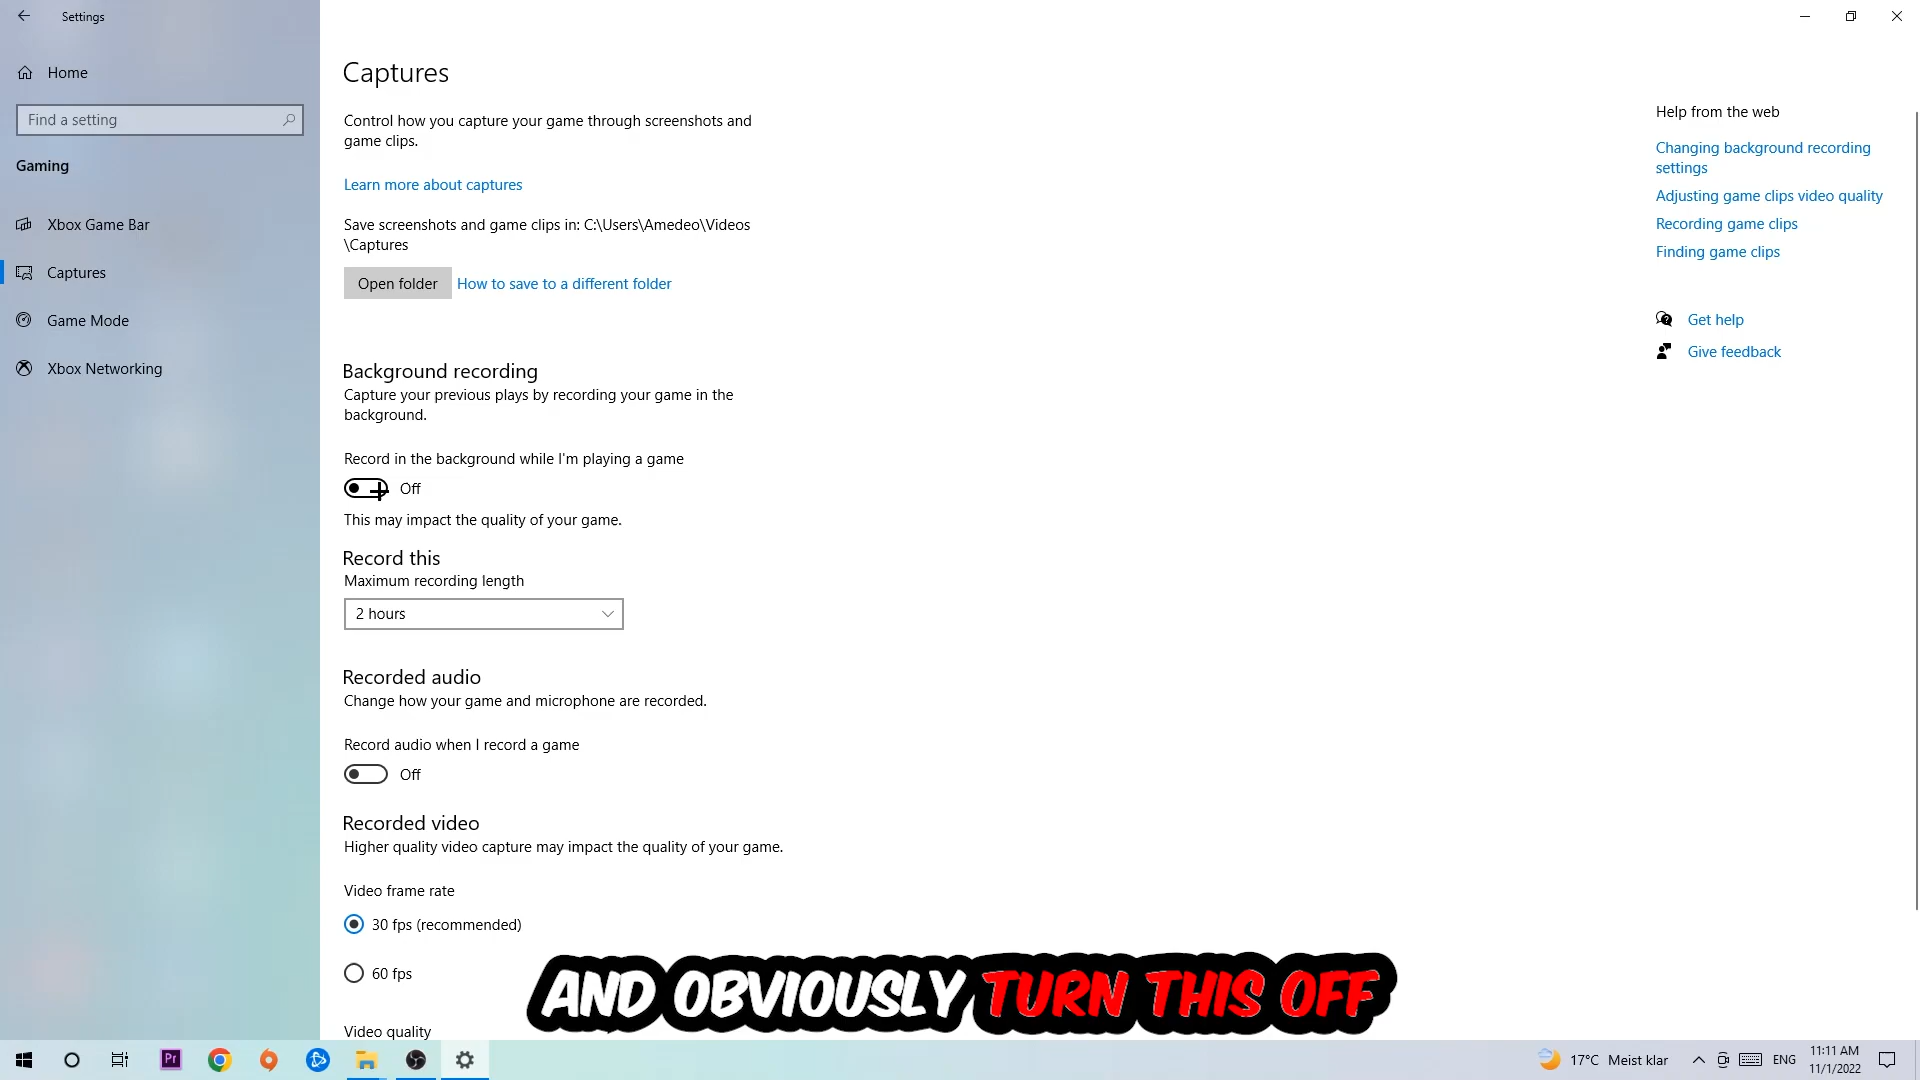 Settings
Home
Find a setting
Gaming
Xbox Game Bar
Captures
Game Mode
Xbox Networking
Captures
Control how you capture your game through screenshots and
game clips.
Learn more about captures
Save screenshots and game clips in: C:\Users\Amedeo\Videos
\Captures
Open folder
How to save to a different folder
Background recording
Capture your previous plays by recording your game in the
background.
Record in the background while I'm playing a game
Off
This may impact the quality of your game.
Record this
Maximum recording length
2 hours
Recorded audio
Change how your game and microphone are recorded.
Record audio when I record a game
Off
Recorded video
Higher quality video capture may impact the quality of your game.
Video frame rate
30 fps (recommended)
60 fps
Video quality
Help from the web
Changing background recording
settings
Adjusting game clips video quality
Recording game clips
Finding game clips
Get help
Give feedback
AND OBVIOUSLY TURN THIS OFF
Pr
17°C Meist klar
ENG
11:11 AM
11/1/2022